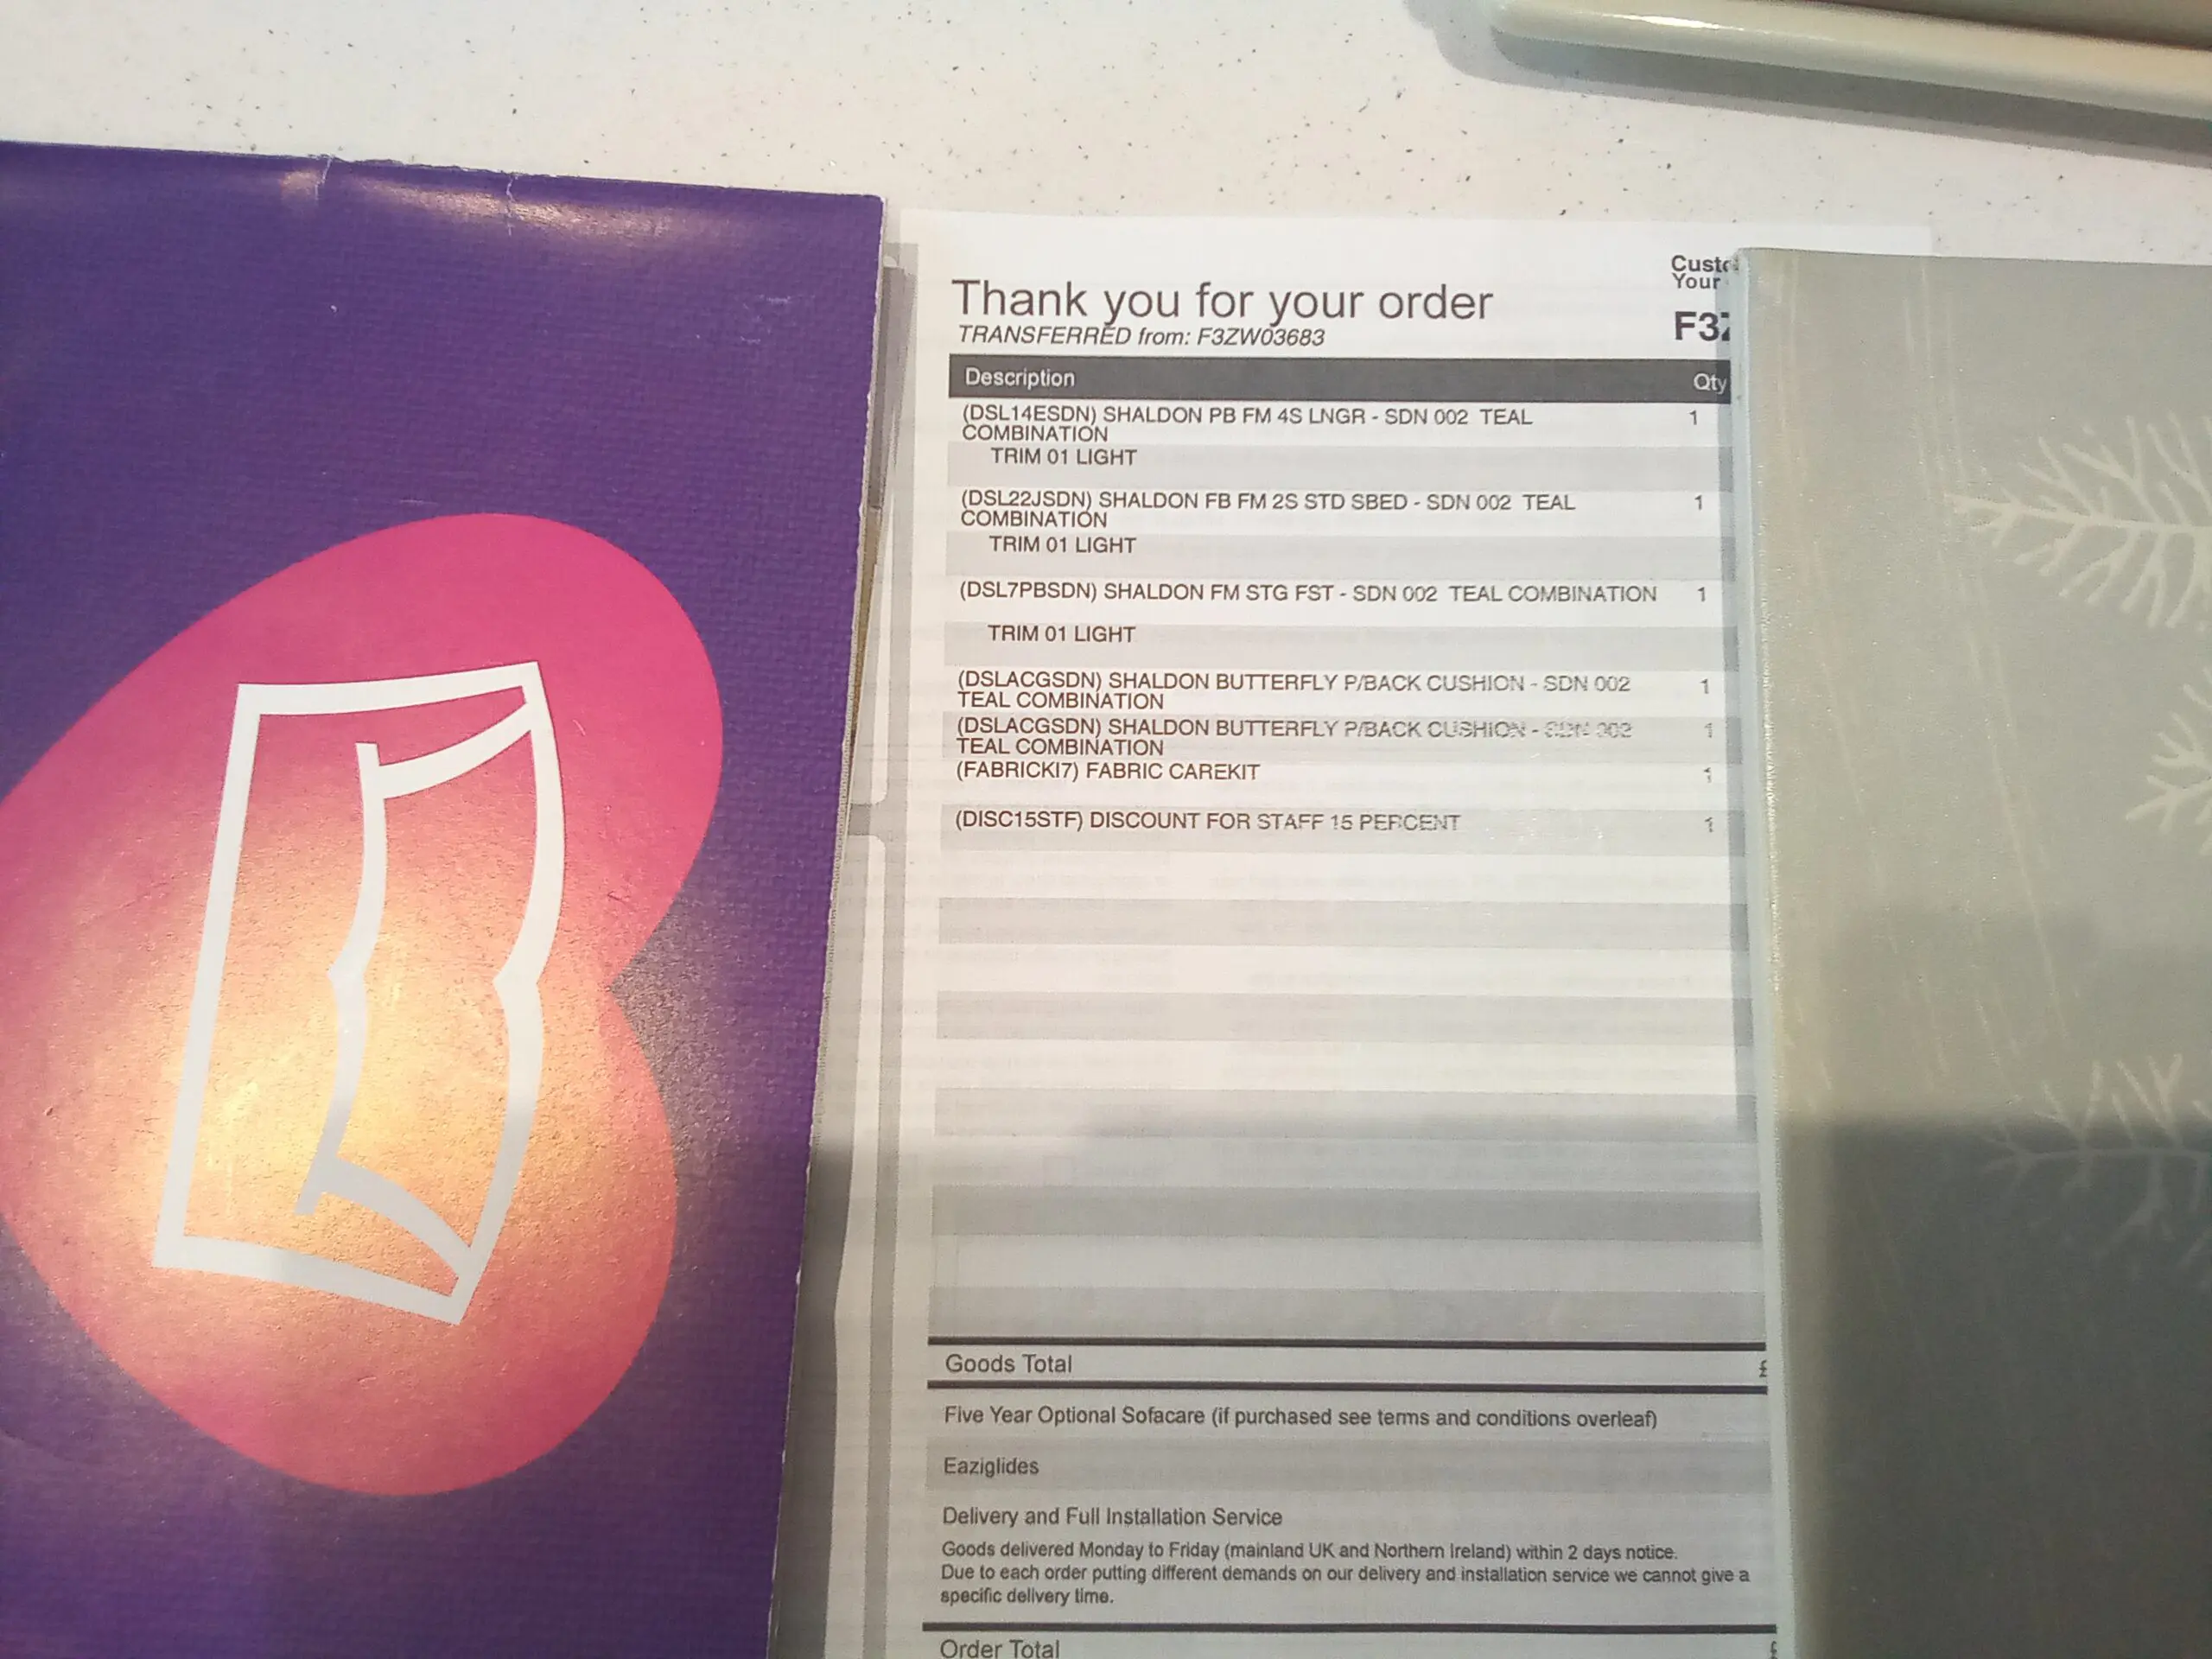 Custo
Your
Thank you for your order
F3Z
TRANSFERRED from: F3ZW03683
Description Qty
(DSL14ESDN) SHALDON PB FM 4S LNGR - SDN 002 TEAL 1
COMBINATION
TRIM 01 LIGHT
(DSL22JSDN) SHALDON FB FM 2S STD SBED - SDN 002 TEAL 1
COMBINATION
TRIM 01 LIGHT
(DSL7PBSDN) SHALDON FM STG FST - SDN 002 TEAL COMBINATION 1
TRIM 01 LIGHT
(DSLACGSDN) SHALDON BUTTERFLY P/BACK CUSHION - SDN 002 1
TEAL COMBINATION
(DSLACGSDN) SHALDON BUTTERFLY P/BACK CUSHION - SDN 002 1
TEAL COMBINATION
(FABRICKI7) FABRIC CAREKIT 1
(DISC15STF) DISCOUNT FOR STAFF 15 PERCENT 1
Goods Total £
Five Year Optional Sofacare (if purchased see terms and conditions overleaf)
Eaziglides
Delivery and Full Installation Service
Goods delivered Monday to Friday (mainland UK and Northern Ireland) within 2 days notice.
Due to each order putting different demands on our delivery and installation service we cannot give a
specific delivery time.
Order Total £